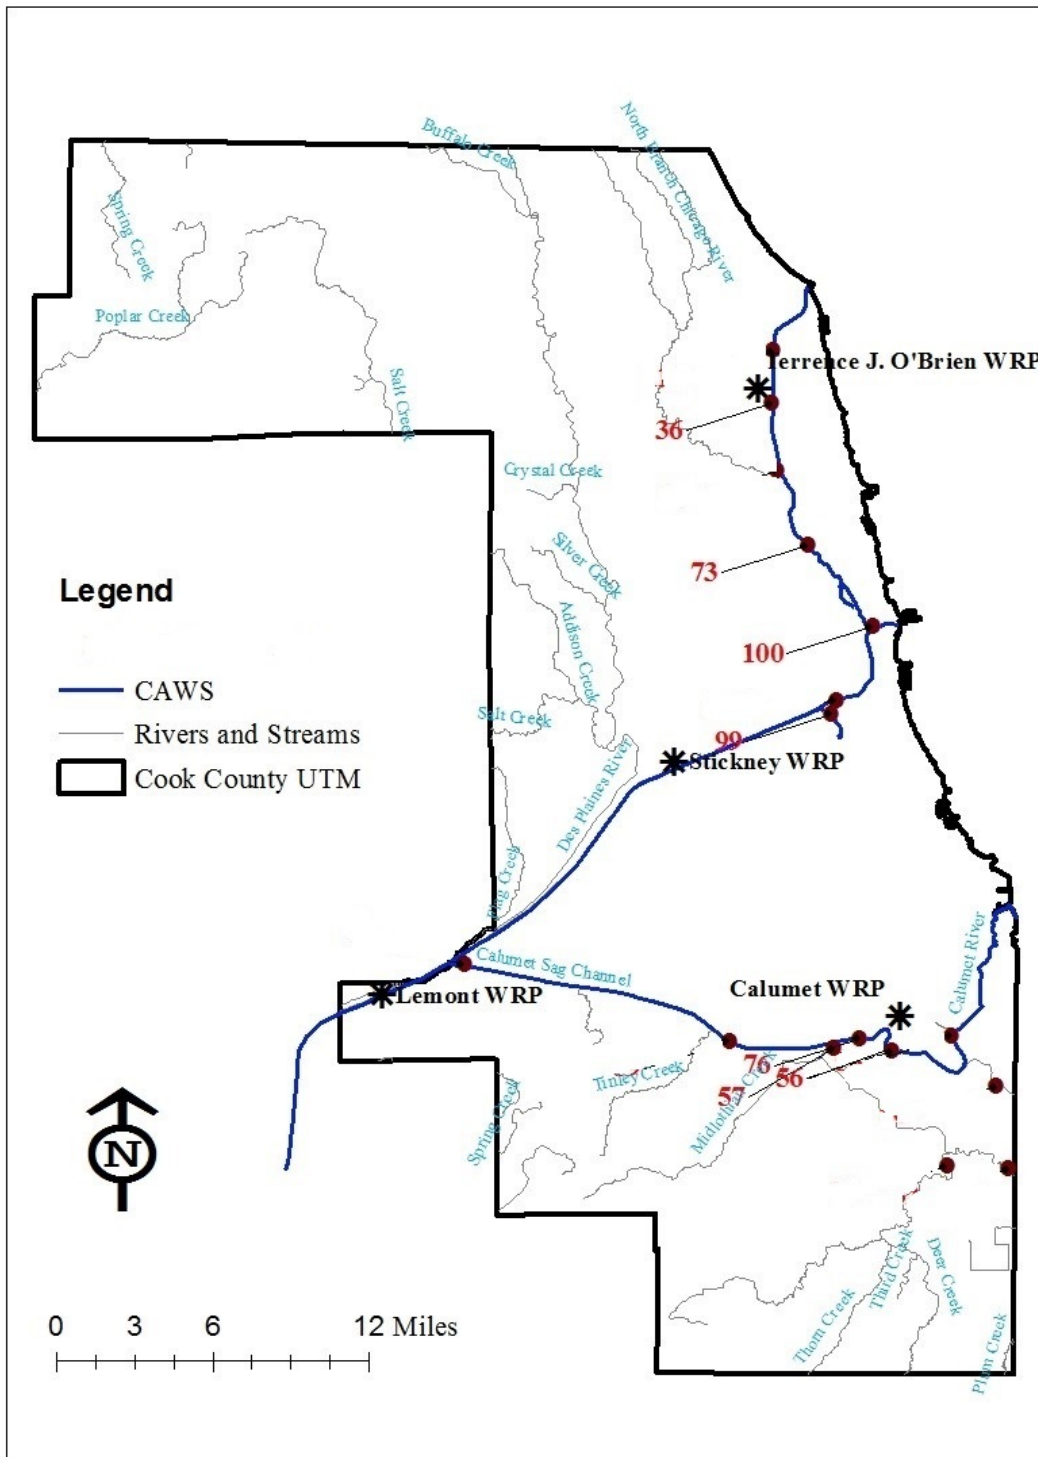 Buffalo Creek
North Branch Chicago River
Spring Creek
Poplar Creek
Terrence J. O'Brien WRP
Salt Creek
36
Crystal Creek
Silver Creek
73
Legend
Addison Creek
100
CAWS
Salt Creek
Rivers and Streams
99
Stickney WRP
Cook County UTM
Des Plaines River
Flag Creek
Calumet River
Calumet Sag Channel
Lemont WRP
Calumet WRP
76
56
57
Tinley Creek
Midlothian Creek
Spring Creek
N
Third Creek
Deer Creek
Thorn Creek
Plum Creek
0 3 6 12 Miles